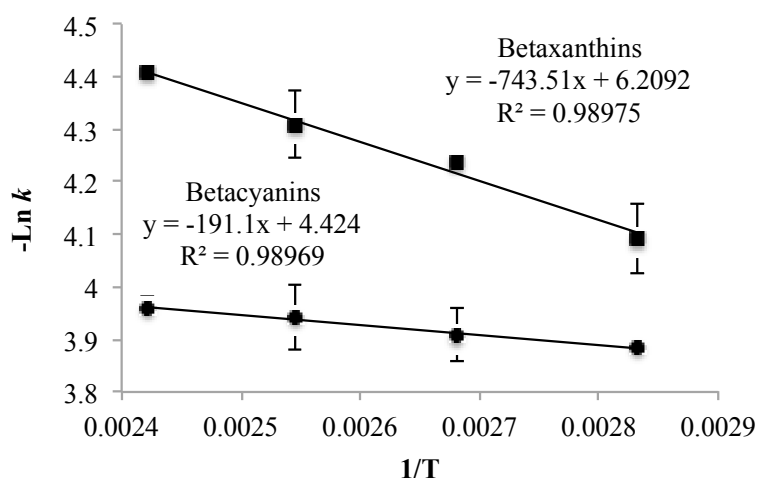 4.5
4.4
4.3
4.2
4.1
4
3.9
3.8
-Ln k
Betaxanthins
y = -743.51x + 6.2092
R² = 0.98975
Betacyanins
y = -191.1x + 4.424
R² = 0.98969
0.0024 0.0025 0.0026 0.0027 0.0028 0.0029
1/T